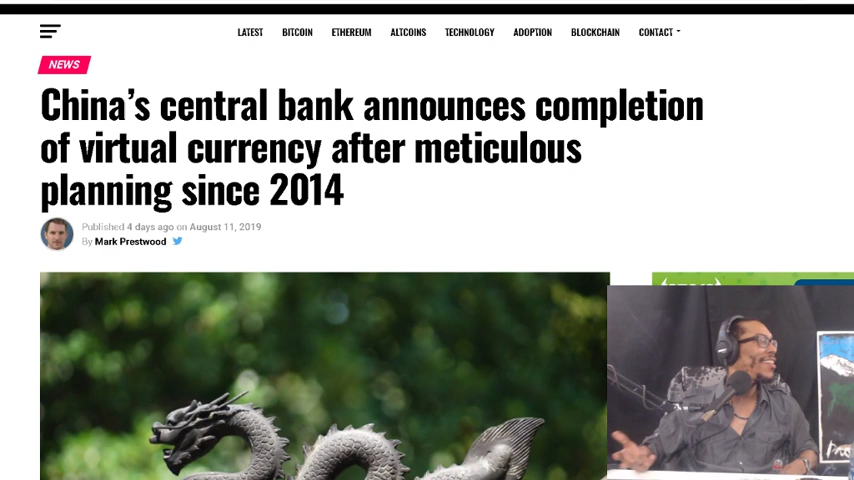 LATEST BITCOIN ETHEREUM ALTCOINS TECHNOLOGY ADOPTION BLOCKCHAIN CONTACT
NEWS
China's central bank announces completion
of virtual currency after meticulous
planning since 2014
Published 4 days ago on August 11, 2019
By Mark Prestwood